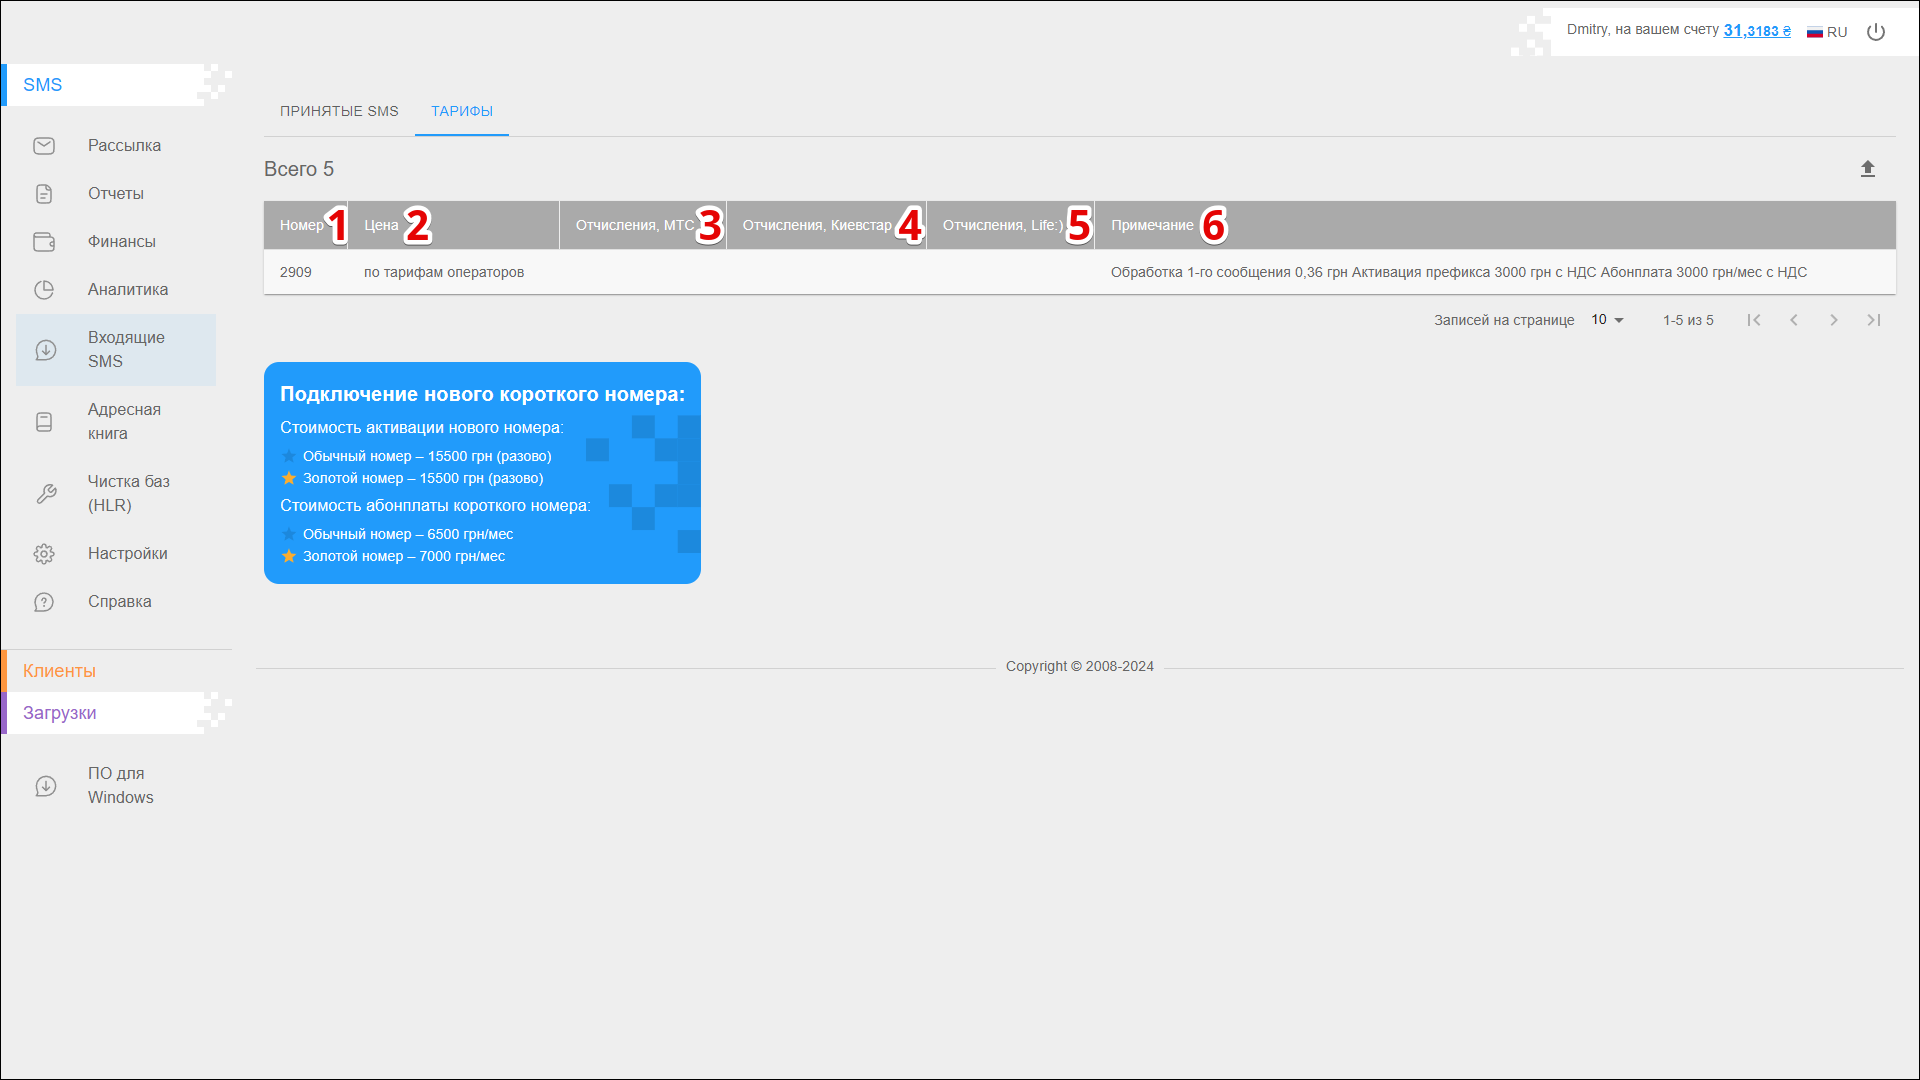 Dmitry, на вашем счету 31,3183 ₴ RU
SMS
Рассылка
Отчеты
Финансы
Аналитика
Входящие
SMS
Адресная
книга
Чистка баз
(HLR)
Настройки
Справка
Клиенты
Загрузки
ПО для
Windows
ПРИНЯТЫЕ SMS ТАРИФЫ
Всего 5
Номер 1 Цена 2 Отчисления, МТС 3 Отчисления, Киевстар 4 Отчисления, Life:) 5 Примечание 6
2909 по тарифам операторов Обработка 1-го сообщения 0,36 грн Активация префикса 3000 грн с НДС Абонплата 3000 грн/мес с НДС
Записей на странице 10 1-5 из 5
Подключение нового короткого номера:
Стоимость активации нового номера:
Обычный номер – 15500 грн (разово)
Золотой номер – 15500 грн (разово)
Стоимость абонплаты короткого номера:
Обычный номер – 6500 грн/мес
Золотой номер – 7000 грн/мес
Copyright © 2008-2024